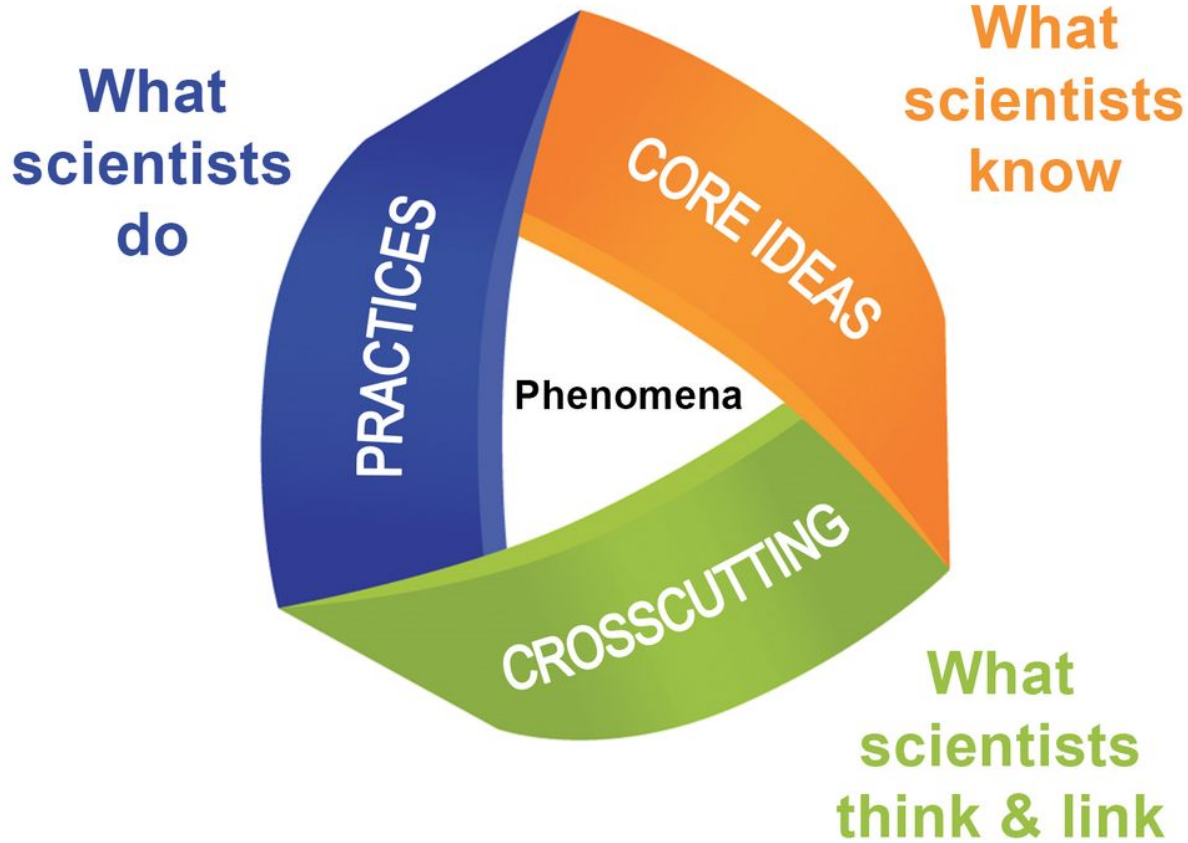 What
scientists
do
What
scientists
know
PRACTICES
CORE IDEAS
Phenomena
CROSSCUTTING
What
scientists
think & link